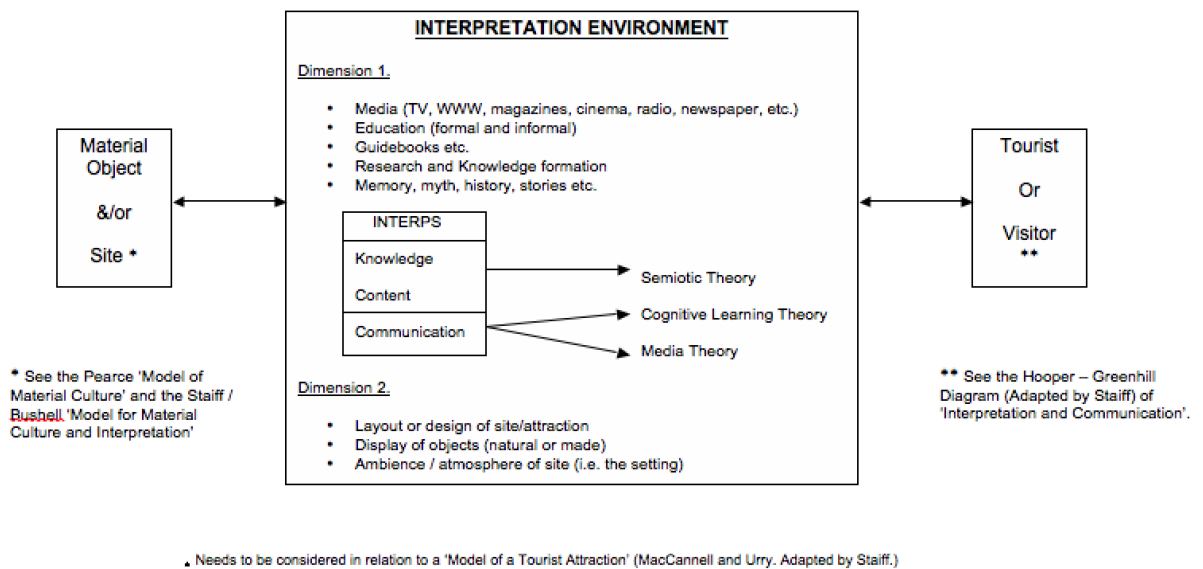 INTERPRETATION ENVIRONMENT
Dimension 1.
• Media (TV, WWW, magazines, cinema, radio, newspaper, etc.)
• Education (formal and informal)
• Guidebooks etc.
• Research and Knowledge formation
• Memory, myth, history, stories etc.
Material
Object
&/or
Site *
INTERPS
Knowledge
Content
Communication
Semiotic Theory
Cognitive Learning Theory
Media Theory
Tourist
Or
Visitor
**
Dimension 2.
• Layout or design of site/attraction
• Display of objects (natural or made)
• Ambience / atmosphere of site (i.e. the setting)
* See the Pearce 'Model of
Material Culture' and the Staiff /
Bushell 'Model for Material
Culture and Interpretation'
** See the Hooper – Greenhill
Diagram (Adapted by Staiff) of
'Interpretation and Communication'.
• Needs to be considered in relation to a 'Model of a Tourist Attraction' (MacCannell and Urry. Adapted by Staiff.)